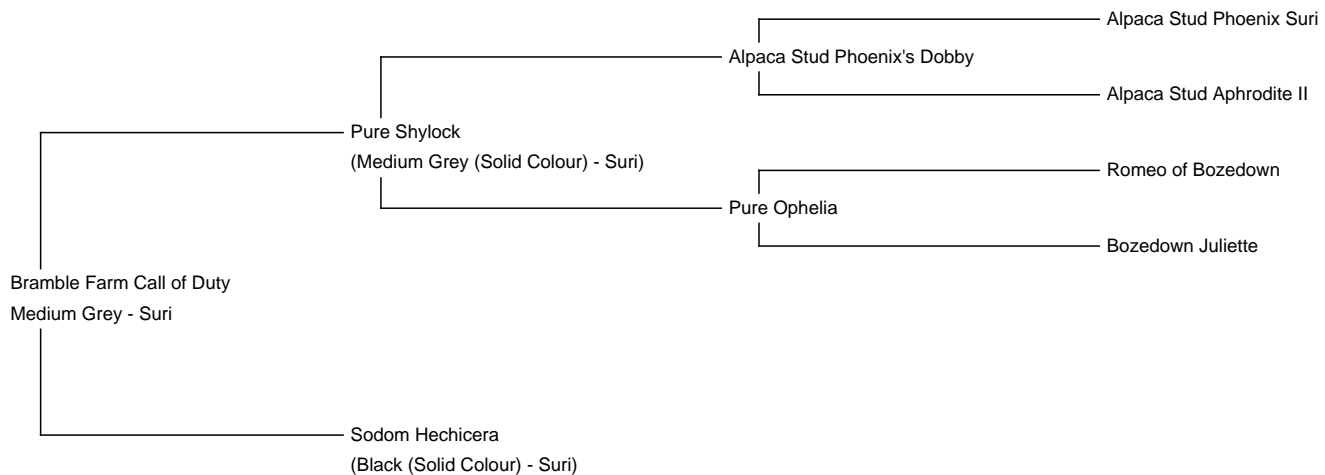 Alpaca Stud Phoenix Suri
Alpaca Stud Phoenix's Dobby
Alpaca Stud Aphrodite II
Pure Shylock
(Medium Grey (Solid Colour) - Suri)
Romeo of Bozedown
Pure Ophelia
Bozedown Juliette
Bramble Farm Call of Duty
Medium Grey - Suri
Sodom Hechicera
(Black (Solid Colour) - Suri)